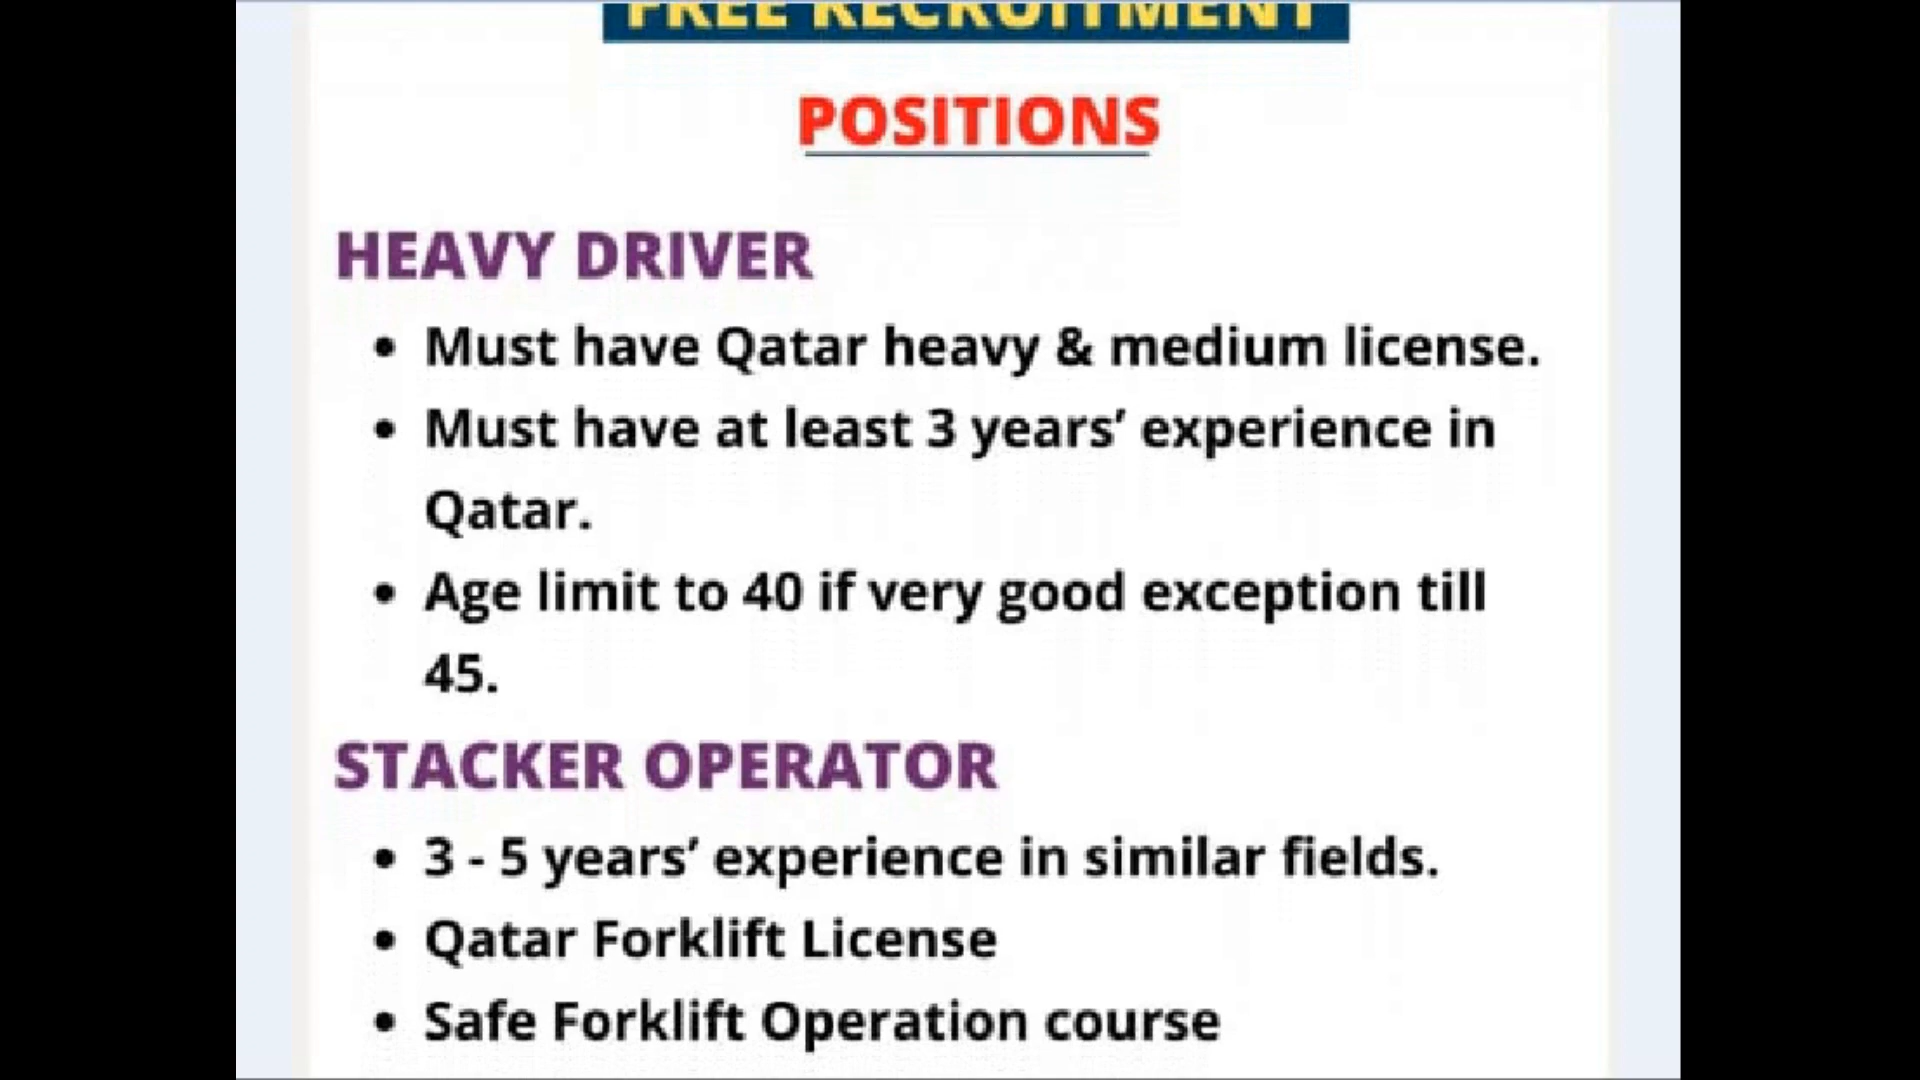 FREE RECRUITMENT
POSITIONS
HEAVY DRIVER
• Must have Qatar heavy & medium license.
• Must have at least 3 years’ experience in
Qatar.
• Age limit to 40 if very good exception till
45.
STACKER OPERATOR
• 3 - 5 years’ experience in similar fields.
• Qatar Forklift License
• Safe Forklift Operation course